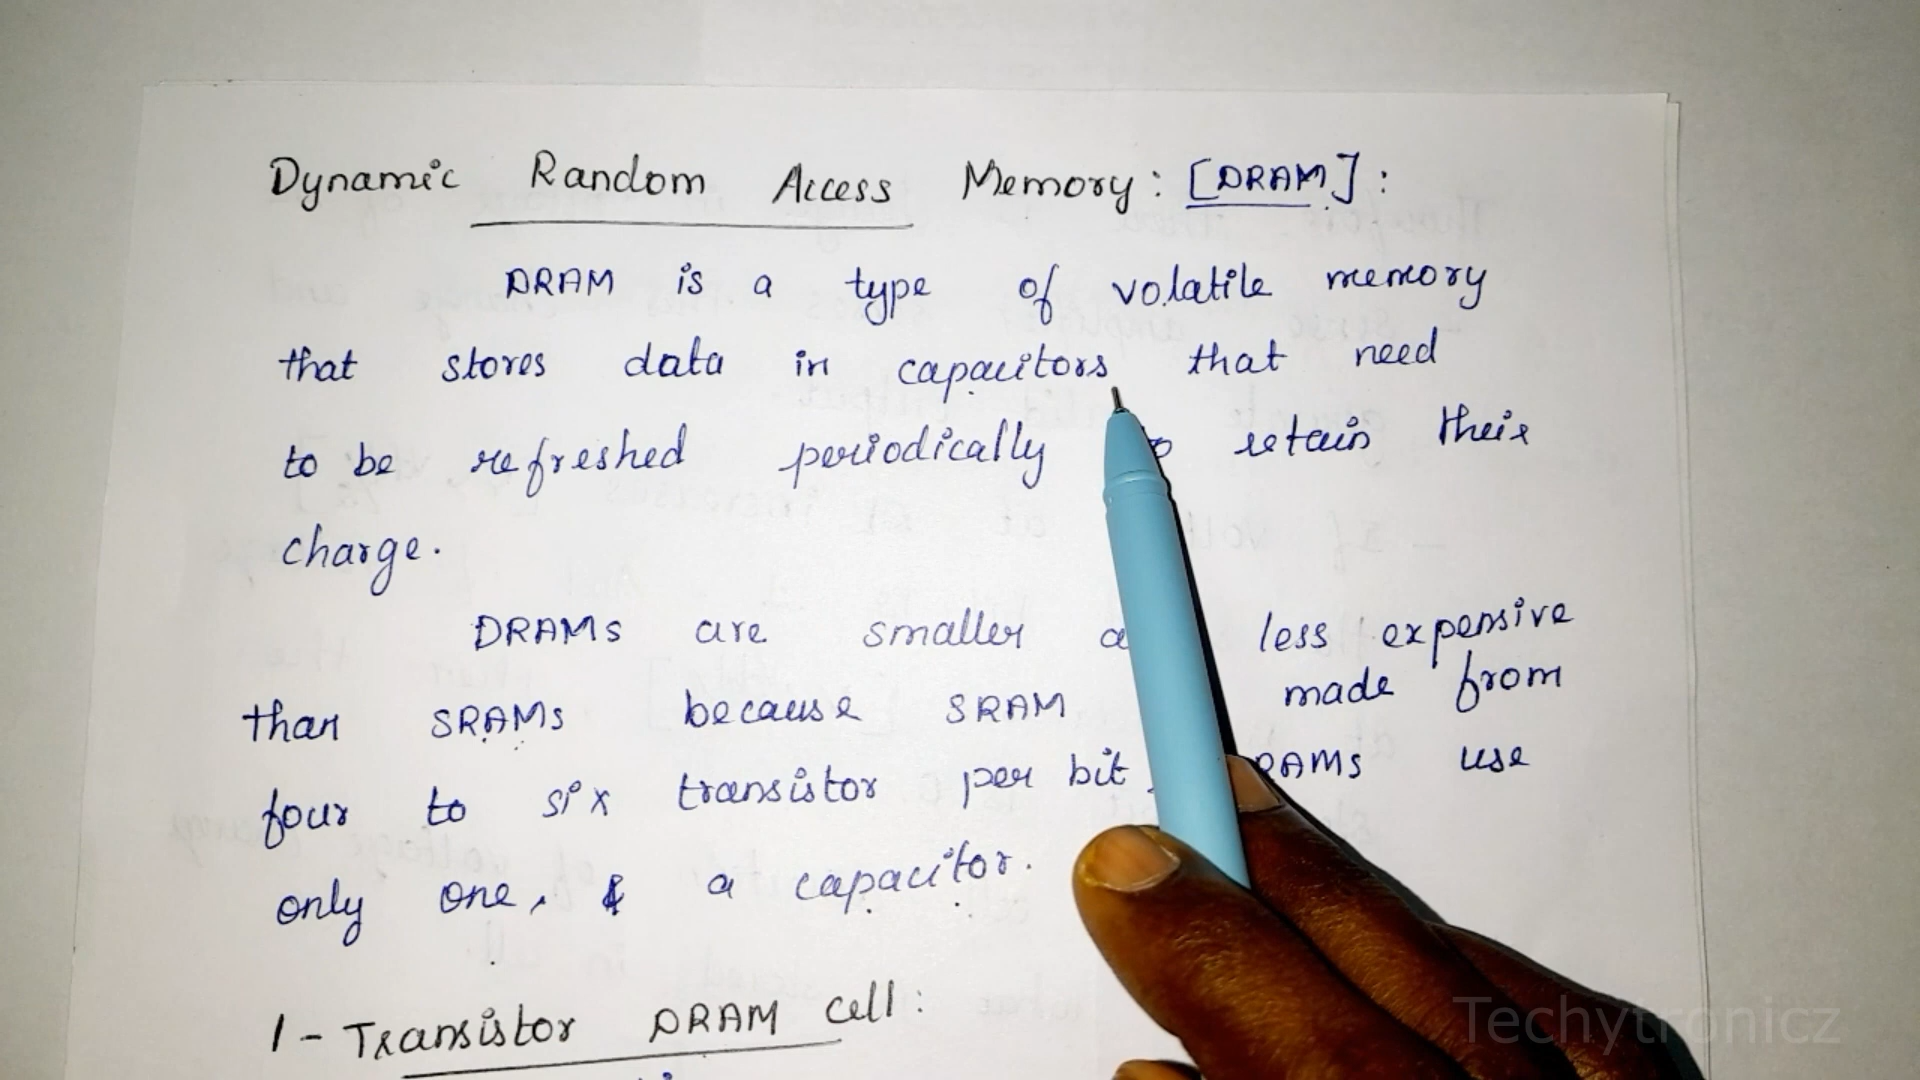 Dynamic Random Access Memory: [DRAM]:
DRAM is a type of volatile memory
that stores data in capacitors that need
to be refreshed periodically retain their
charge.
DRAMs are smaller less expensive
than SRAMs because SRAM made from
four to six transistor per bit, RAMs use
only one, & a capacitor.
1-Transistor DRAM cell:
Techytronicz